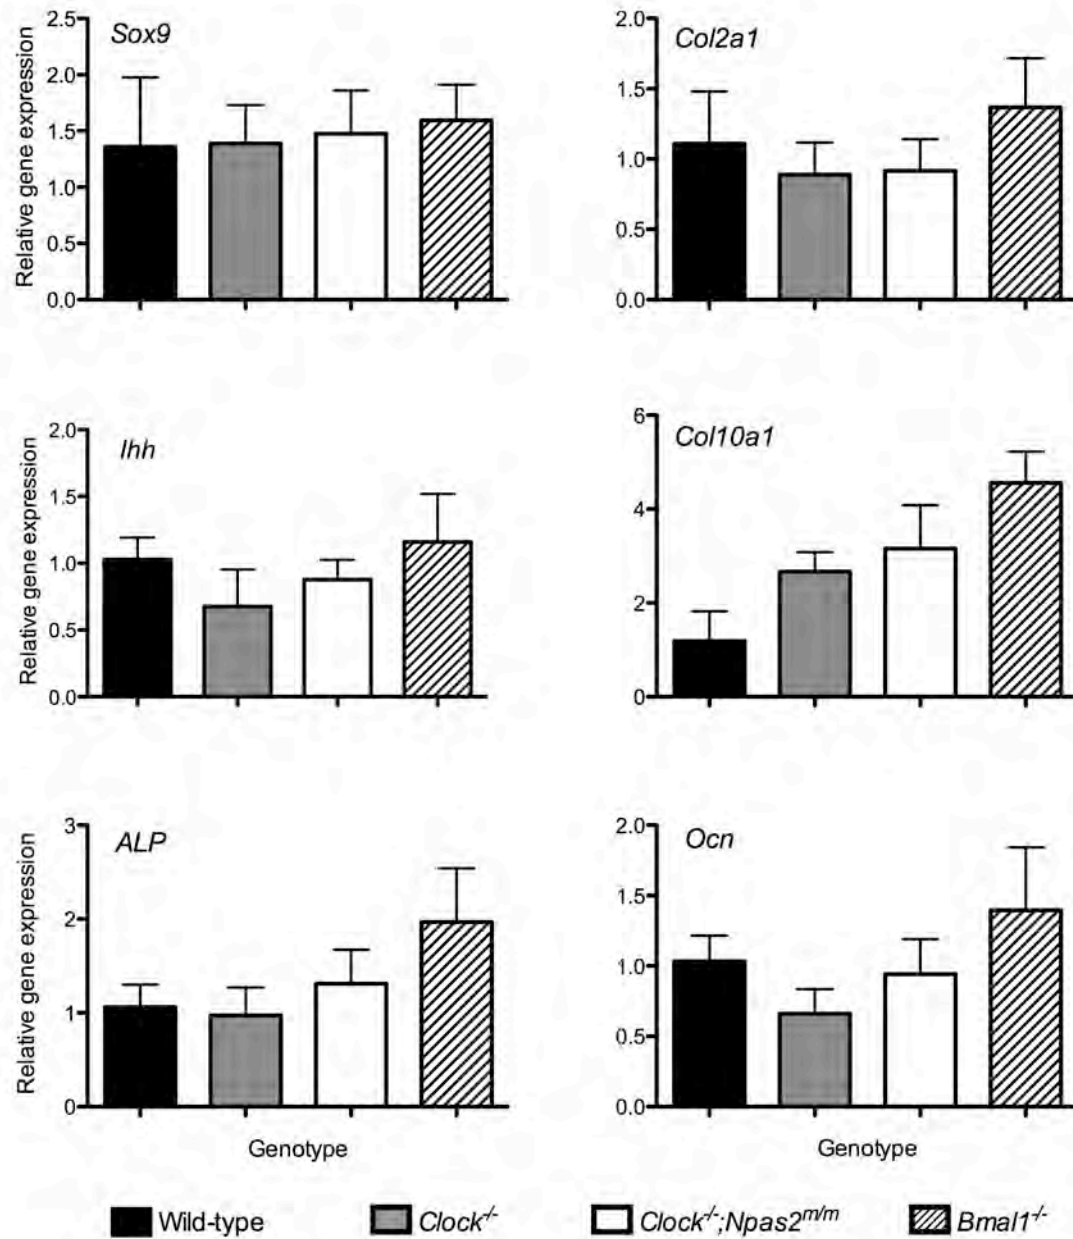 Sox9
Relative gene expression
2.5
2.0
1.5
1.0
0.5
0.0
Col2a1
2.0
1.5
1.0
0.5
0.0
Ihh
Relative gene expression
2.0
1.5
1.0
0.5
0.0
Col10a1
6
4
2
0
ALP
Relative gene expression
3
2
1
0
Genotype
Ocn
2.0
1.5
1.0
0.5
0.0
Genotype
Wild-type Clock-/- Clock-/-;Npas2m/m Bmal1-/-